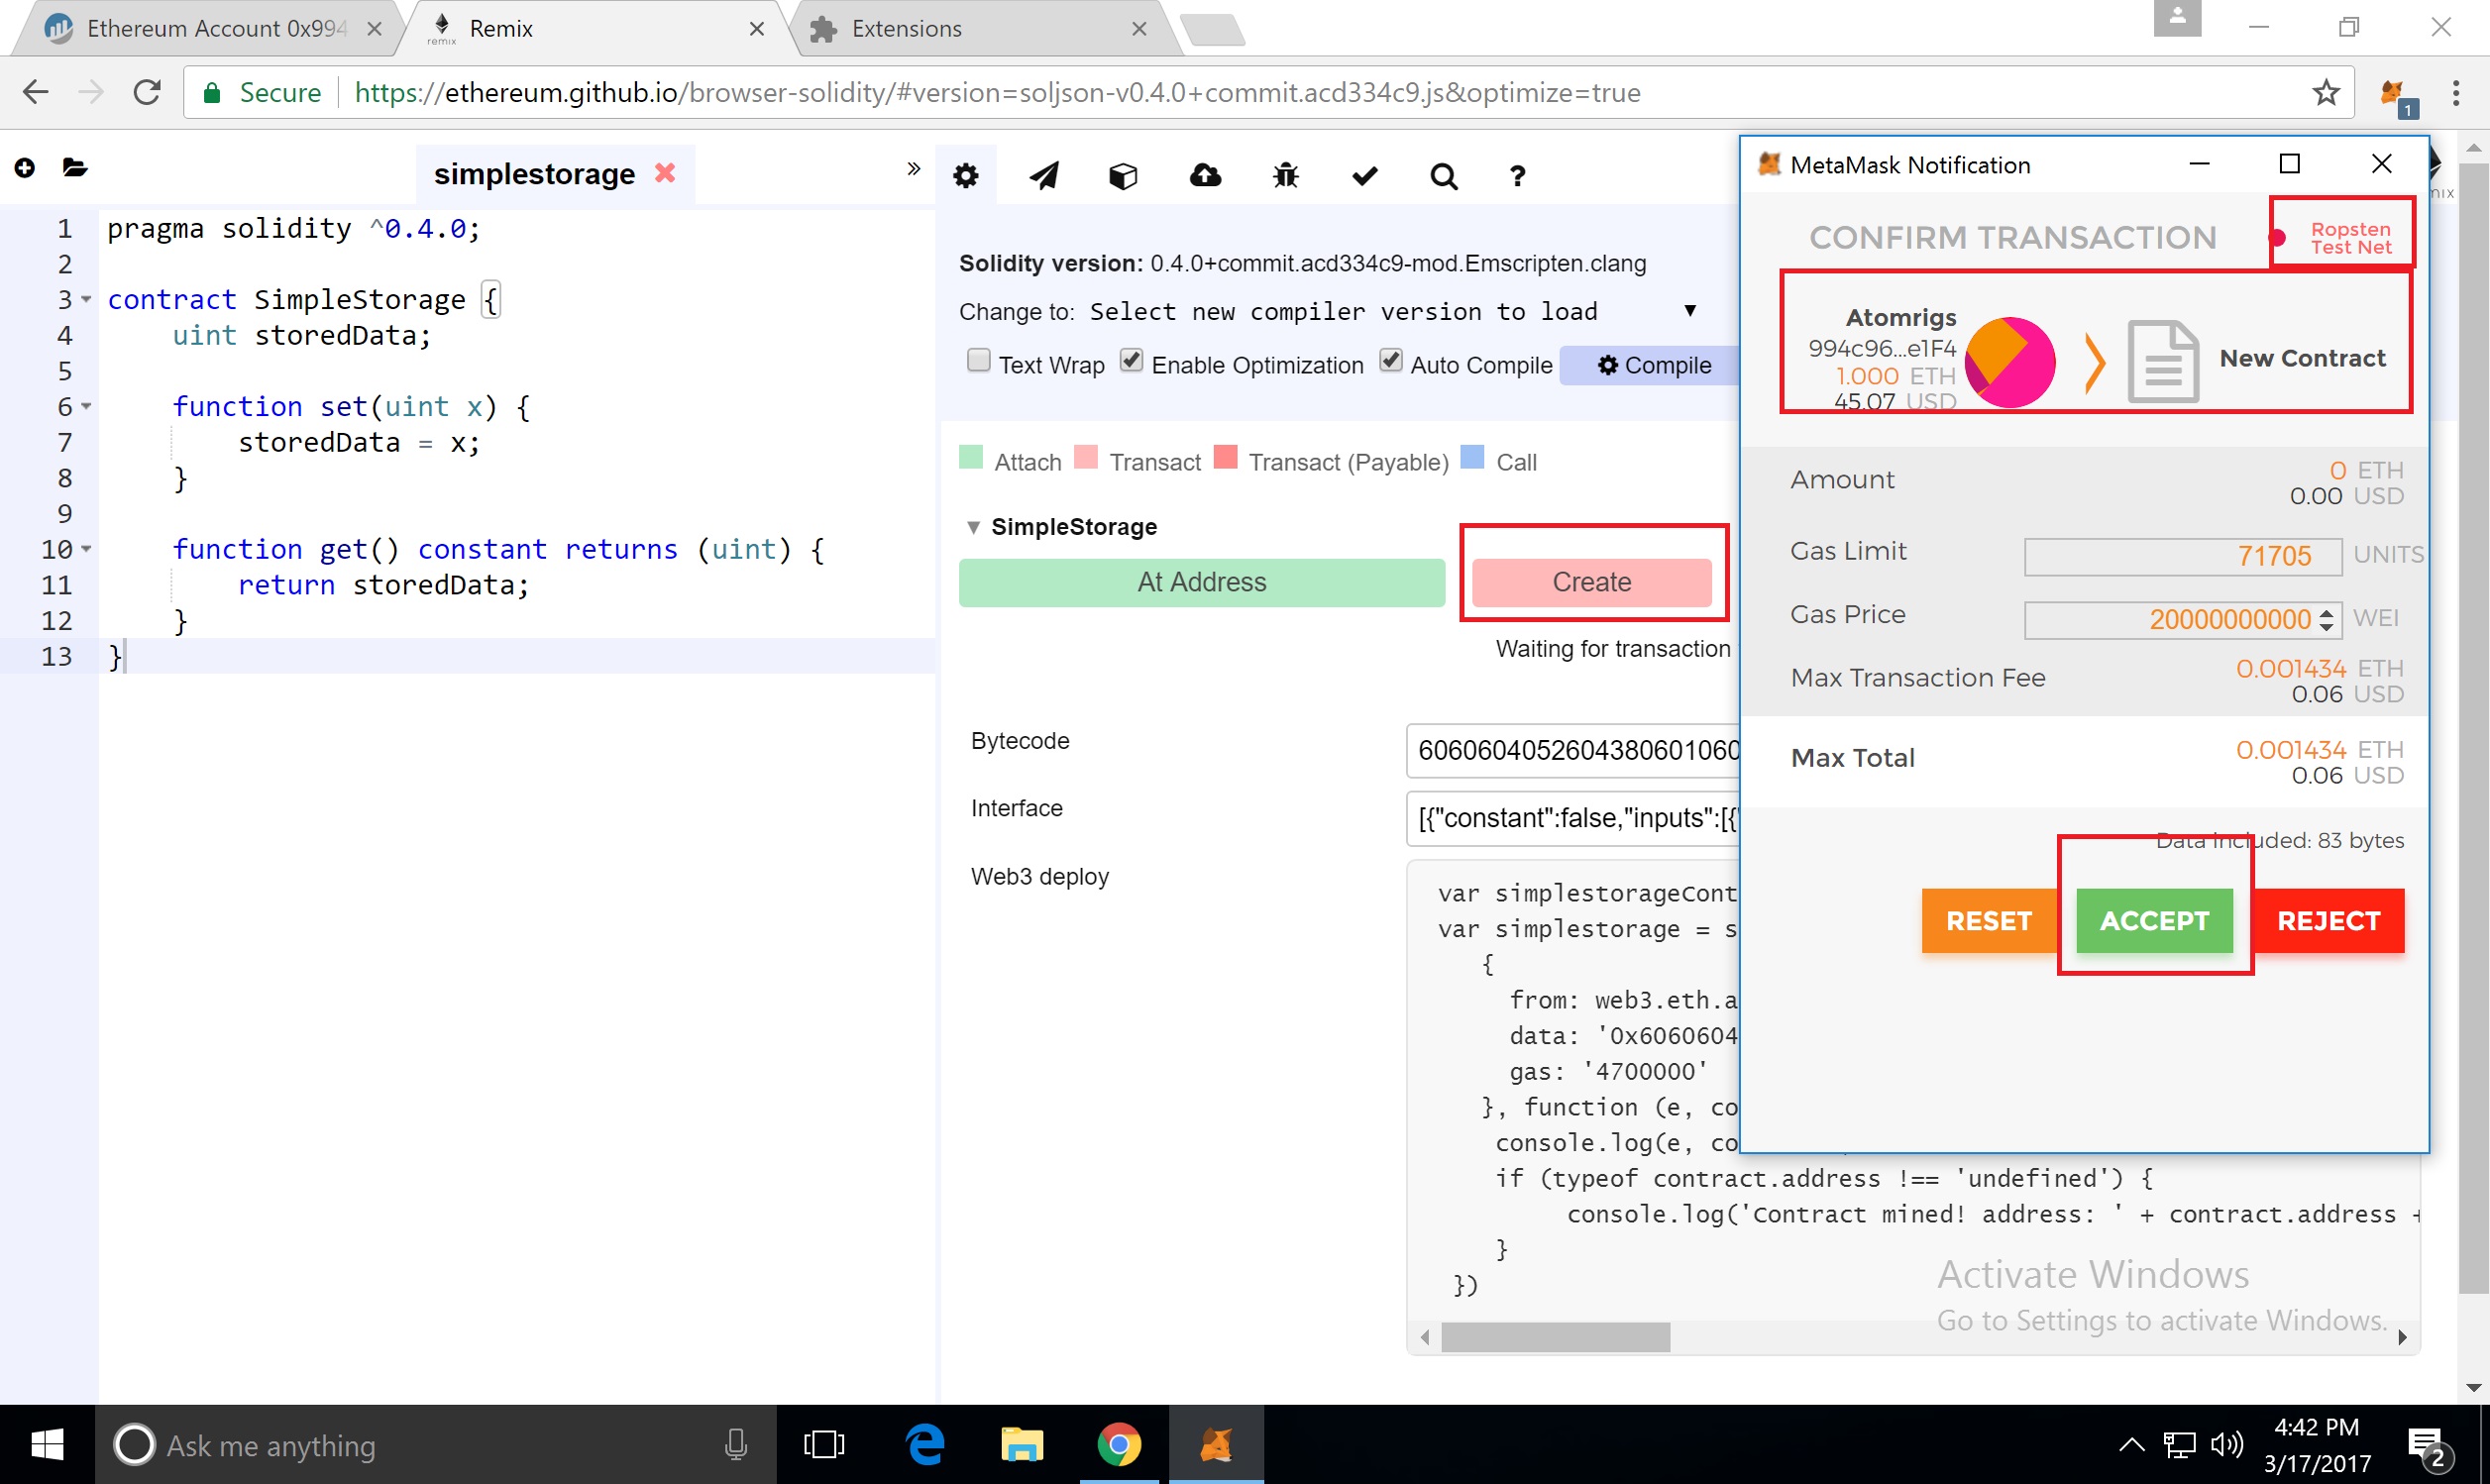 Ethereum Account 0x994
remix
Remix
Extensions
Secure
https://ethereum.github.io/browser-solidity/#version=soljson-v0.4.0+commit.acd334c9.js&optimize=true
1
simplestorage
»
?
1 pragma solidity ^0.4.0;
2
3 contract SimpleStorage {
4 uint storedData;
5
6 function set(uint x) {
7 storedData = x;
8 }
9
10 function get() constant returns (uint) {
11 return storedData;
12 }
13 }
Solidity version: 0.4.0+commit.acd334c9-mod.Emscripten.clang
Change to: Select new compiler version to load
Text Wrap Enable Optimization Auto Compile Compile
Attach Transact Transact (Payable) Call
SimpleStorage
At Address Create
Waiting for transaction
Bytecode 6060604052604380601060
Interface [{"constant":false,"inputs":[{
Web3 deploy
var simplestorageCont
var simplestorage = s
{
from: web3.eth.a
data: '0x6060604
gas: '4700000'
}, function (e, co
console.log(e, co
if (typeof contract.address !== 'undefined') {
console.log('Contract mined! address: ' + contract.address +
}
})
MetaMask Notification
CONFIRM TRANSACTION
Ropsten
Test Net
Atomrigs
994c96...e1F4
1.000 ETH
45.07 USD
New Contract
Amount 0 ETH
0.00 USD
Gas Limit 71705 UNITS
Gas Price 20000000000 WEI
Max Transaction Fee 0.001434 ETH
0.06 USD
Max Total 0.001434 ETH
0.06 USD
Data included: 83 bytes
RESET ACCEPT REJECT
Activate Windows
Go to Settings to activate Windows.
Ask me anything
4:42 PM
3/17/2017
2